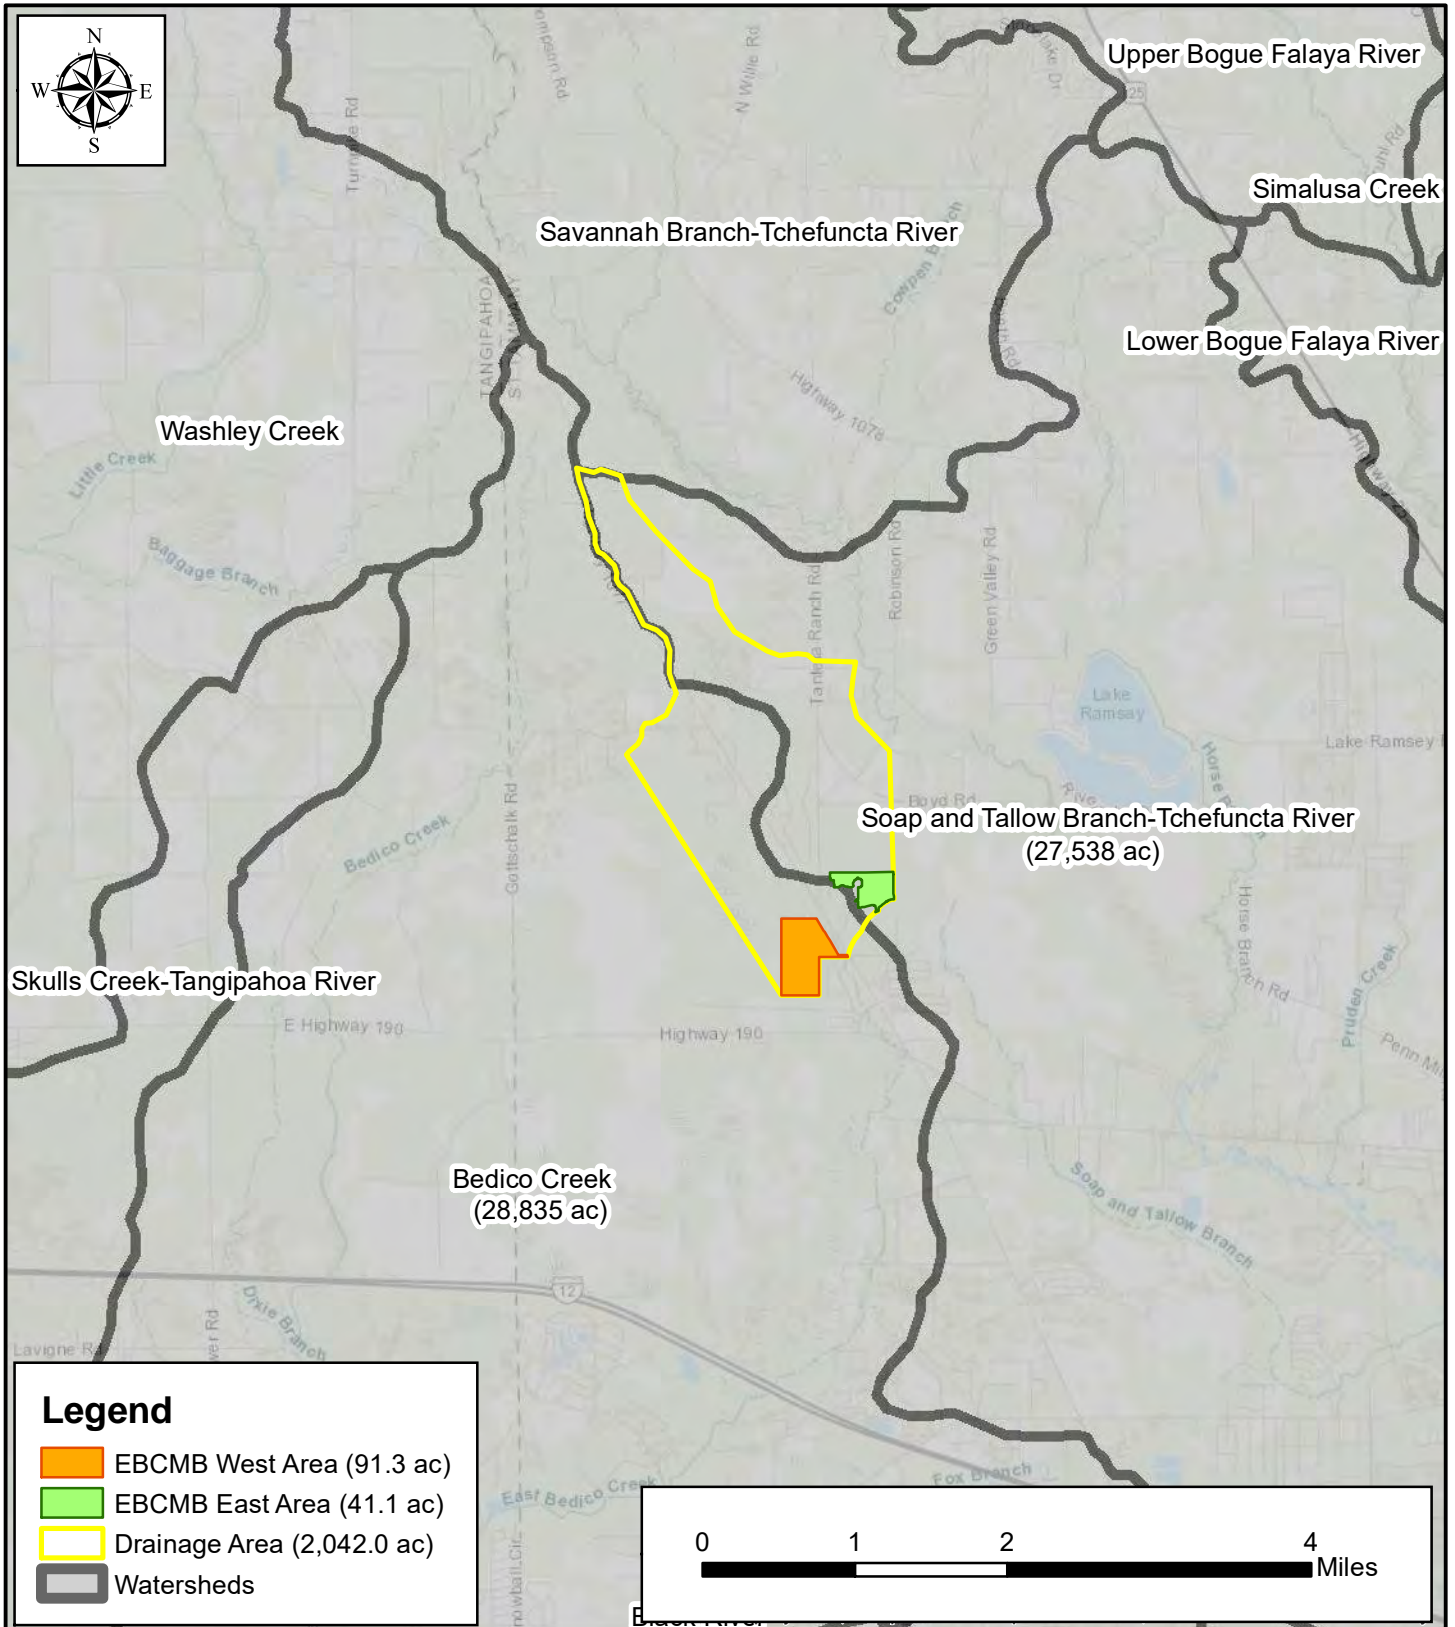 N
W E
S
Upper Bogue Falaya River
N Willie Rd
Simalusa Creek
Savannah Branch-Tchefuncta River
Cowpen Branch
TANGIPAHOA
Lower Bogue Falaya River
Highway 1078
Washley Creek
Little Creek
Baggage Branch
Robinson Rd
Green Valley Rd
Ranch Rd
Lake
Ramsay
Lake Ramsey
Boyd Rd
Soap and Tallow Branch-Tchefuncta River
(27,538 ac)
Bedico Creek
Gottschalk Rd
Horse Branch Rd
Pruden Creek
Skulls Creek-Tangipahoa River
E Highway 190
Highway 190
Bedico Creek
(28,835 ac)
Soap and Tallow Branch
12
Dixie Branch
Lavigne Rd
Fox Branch
East Bedico Creek
Legend
EBCMB West Area (91.3 ac)
EBCMB East Area (41.1 ac)
Drainage Area (2,042.0 ac)
Watersheds
0 1 2 4
Miles